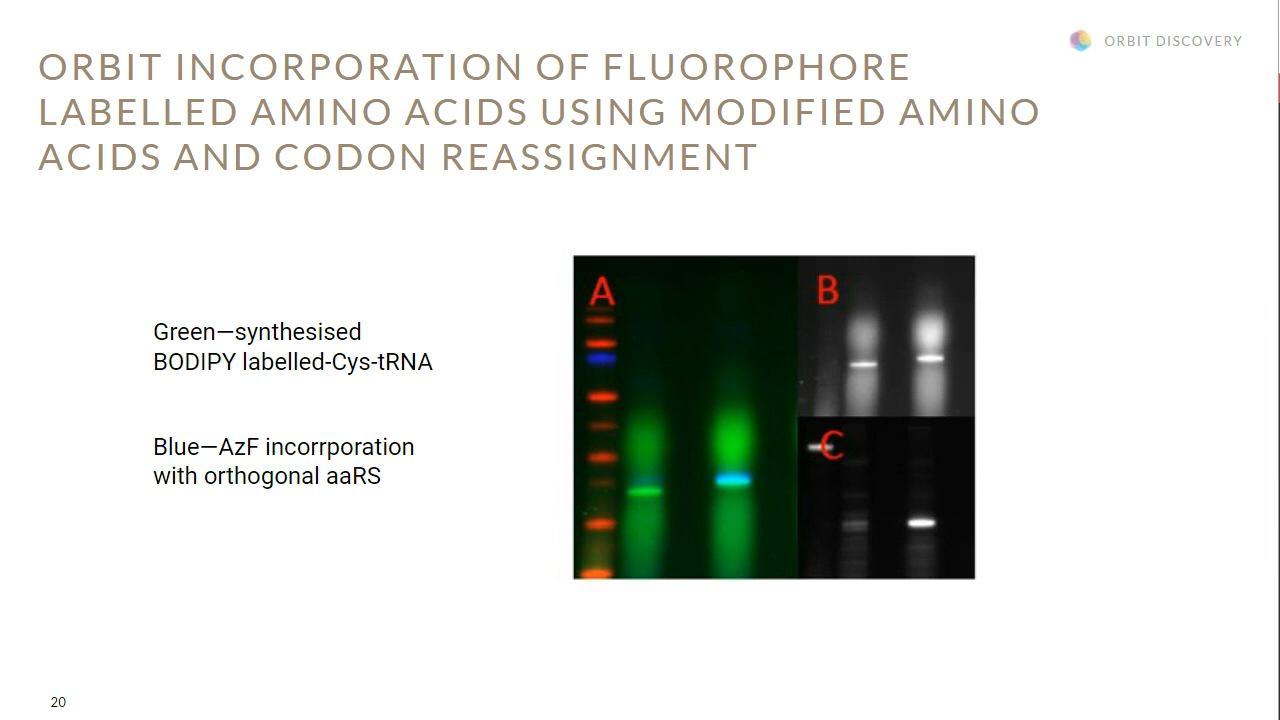 ORBIT DISCOVERY
ORBIT INCORPORATION OF FLUOROPHORE
LABELLED AMINO ACIDS USING MODIFIED AMINO
ACIDS AND CODON REASSIGNMENT
Green—synthesised
BODIPY labelled-Cys-tRNA
Blue—AzF incorrporation
with orthogonal aaRS
A
B
C
20